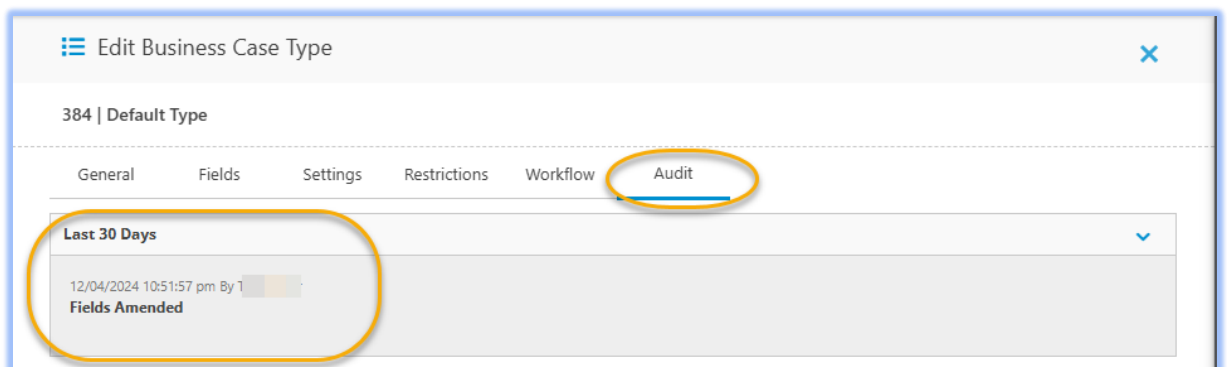 Edit Business Case Type
384 | Default Type
General Fields Settings Restrictions Workflow Audit
Last 30 Days
12/04/2024 10:51:57 pm By
Fields Amended